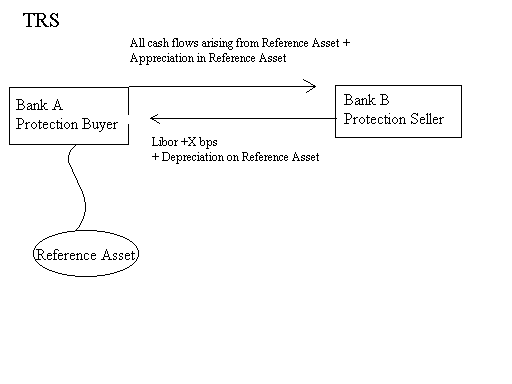 TRS
All cash flows arising from Reference Asset +
Appreciation in Reference Asset
Bank A
Protection Buyer
Bank B
Protection Seller
Libor +X bps
+ Depreciation on Reference Asset
Reference Asset